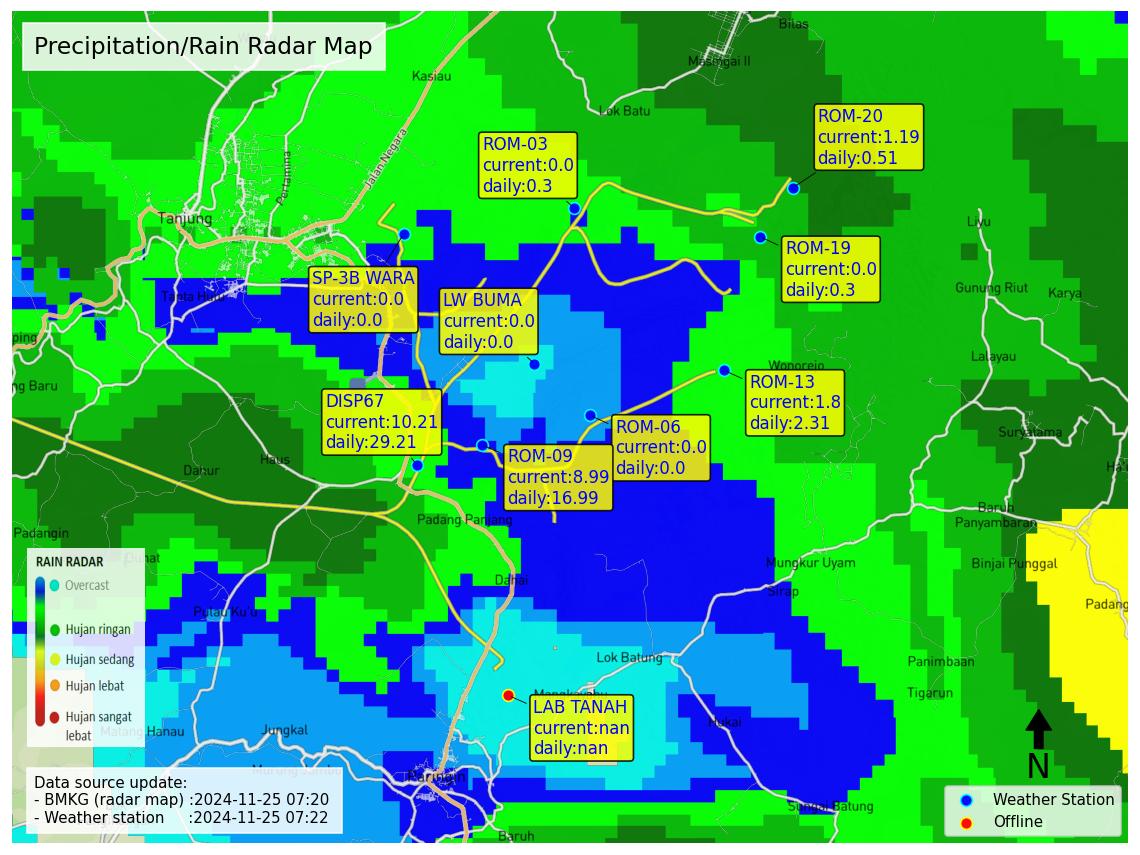 Precipitation/Rain Radar Map
Bilas
Masingai II
Kasiau
Lok Batu
Jalan Negara
Pertamina
Tanjung
ROM-03
current:0.0
daily:0.3
ROM-20
current:1.19
daily:0.51
ROM-19
current:0.0
daily:0.3
SP-3B WARA
current:0.0
daily:0.0
LW BUMA
current:0.0
daily:0.0
Liyu
Gunung Riut
Karya
Lalayau
Wonorejo
ping
ng Baru
DISP67
current:10.21
daily:29.21
ROM-13
current:1.8
daily:2.31
ROM-06
current:0.0
daily:0.0
ROM-09
current:8.99
daily:16.99
Suryatama
Haus
Dahur
Padang Panjang
Baruh
Panyambaran
Padangin
Mungkur Uyam
Binjai Punggal
Dahai
Sirap
Padang
Pulau Ku'u
RAIN RADAR
Overcast
Hujan ringan
Hujan sedang
Hujan lebat
Hujan sangat
lebat
Lok Batung
Panimbaan
Tigarun
LAB TANAH
current:nan
daily:nan
Hukai
Jungkal
Paringin
Sungai Batung
Baruh
Data source update:
- BMKG (radar map) :2024-11-25 07:20
- Weather station :2024-11-25 07:22
N
Weather Station
Offline